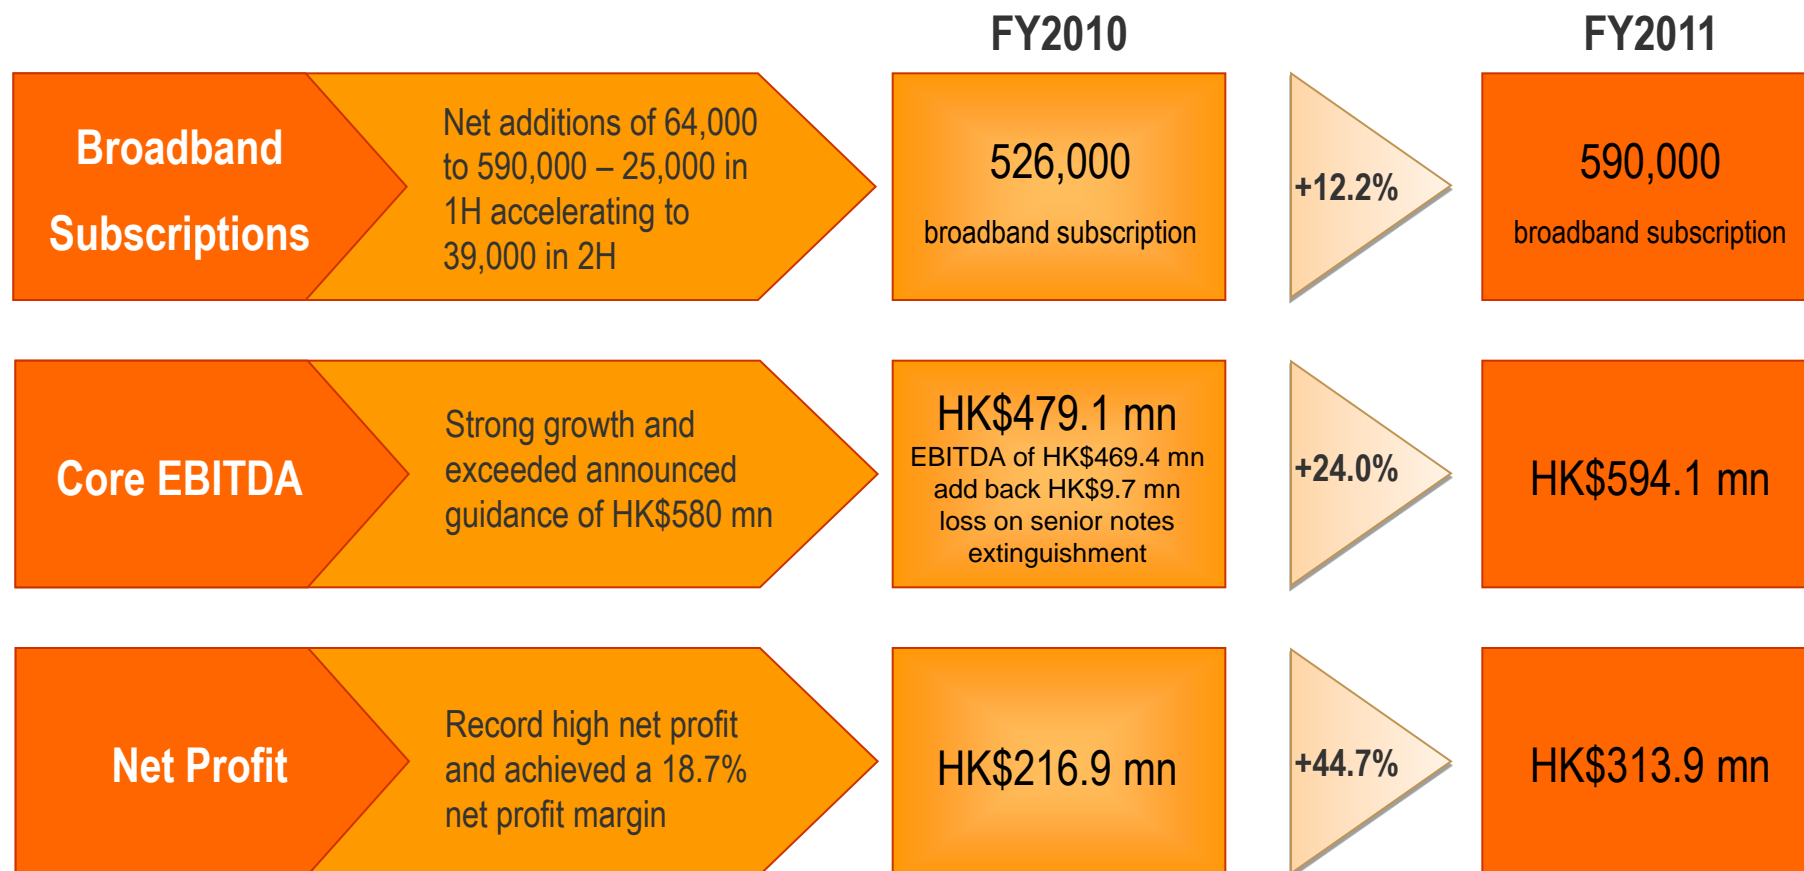 FY2010
FY2011
Broadband
Subscriptions
Net additions of 64,000
to 590,000 – 25,000 in
1H accelerating to
39,000 in 2H
526,000
broadband subscription
+12.2%
590,000
broadband subscription
Core EBITDA
Strong growth and
exceeded announced
guidance of HK$580 mn
HK$479.1 mn
EBITDA of HK$469.4 mn
add back HK$9.7 mn
loss on senior notes
extinguishment
+24.0%
HK$594.1 mn
Net Profit
Record high net profit
and achieved a 18.7%
net profit margin
HK$216.9 mn
+44.7%
HK$313.9 mn